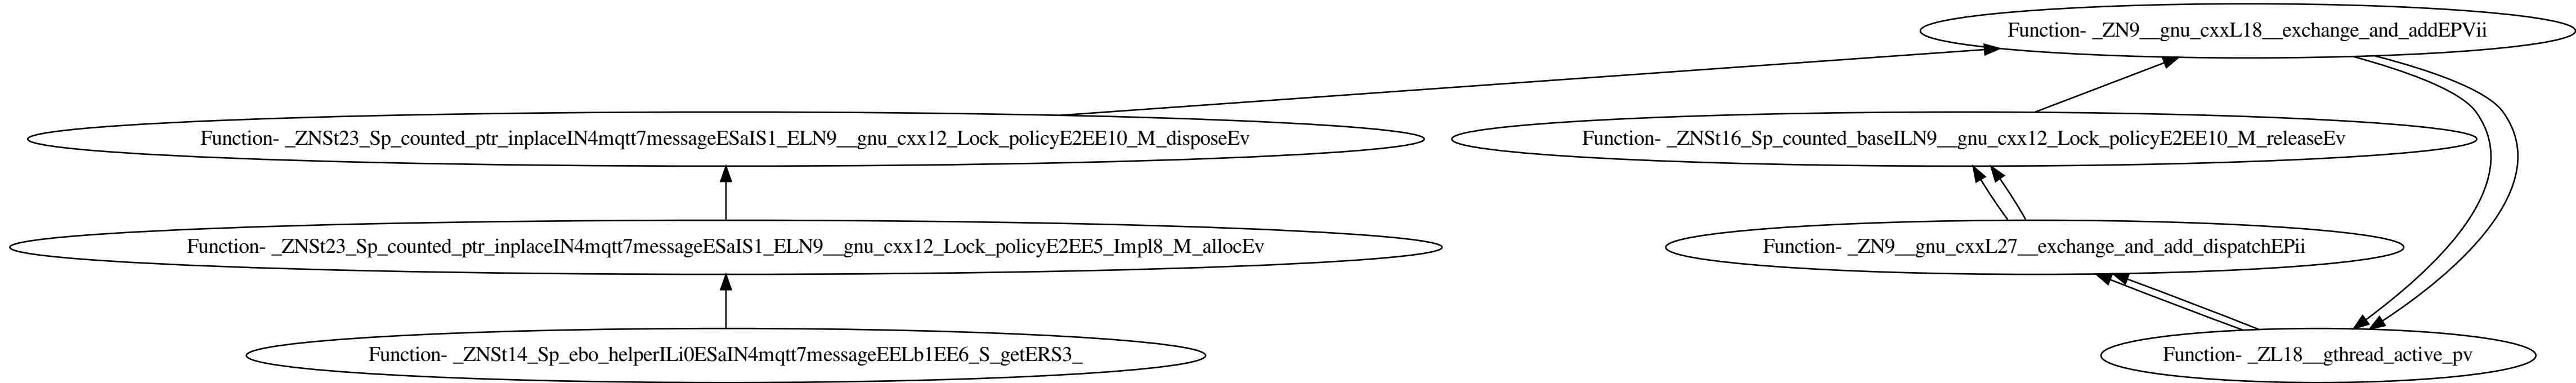 Function- _ZN9__gnu_cxxL18__exchange_and_addEPVii
Function- _ZNSt23_Sp_counted_ptr_inplaceIN4mqtt7messageESaIS1_ELN9__gnu_cxx12_Lock_policyE2EE10_M_disposeEv
Function- _ZNSt16_Sp_counted_baseILN9__gnu_cxx12_Lock_policyE2EE10_M_releaseEv
Function- _ZNSt23_Sp_counted_ptr_inplaceIN4mqtt7messageESaIS1_ELN9__gnu_cxx12_Lock_policyE2EE5_Impl8_M_allocEv
Function- _ZN9__gnu_cxxL27__exchange_and_add_dispatchEPii
Function- _ZNSt14_Sp_ebo_helperILi0ESaIN4mqtt7messageEELb1EE6_S_getERS3_
Function- _ZL18__gthread_active_pv